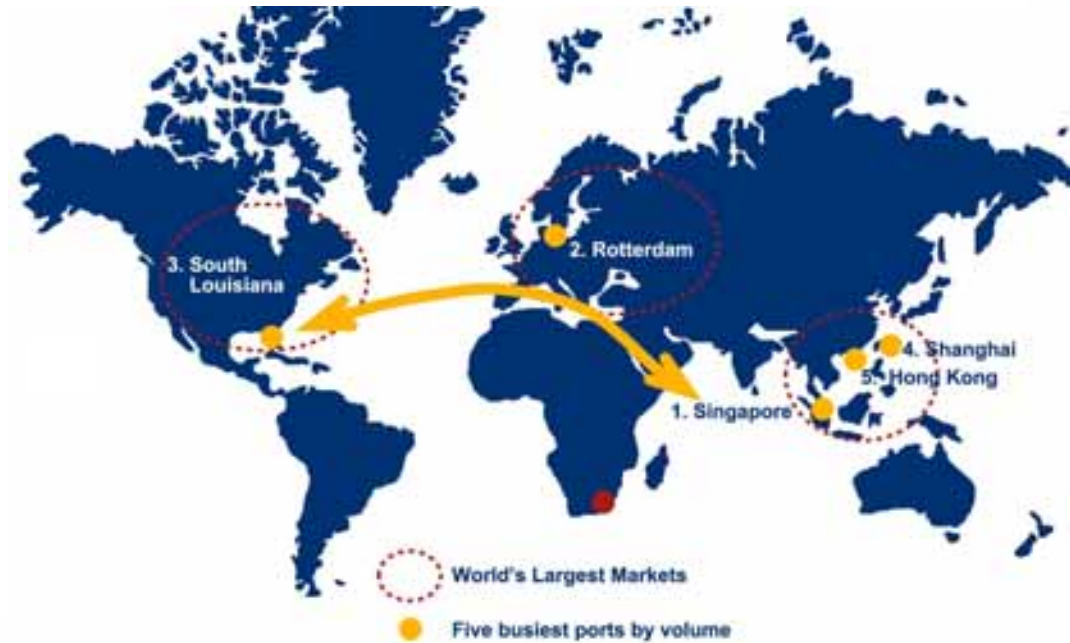 3. South
Louisiana
2. Rotterdam
4. Shanghai
5. Hong Kong
1. Singapore
World's Largest Markets
Five busiest ports by volume